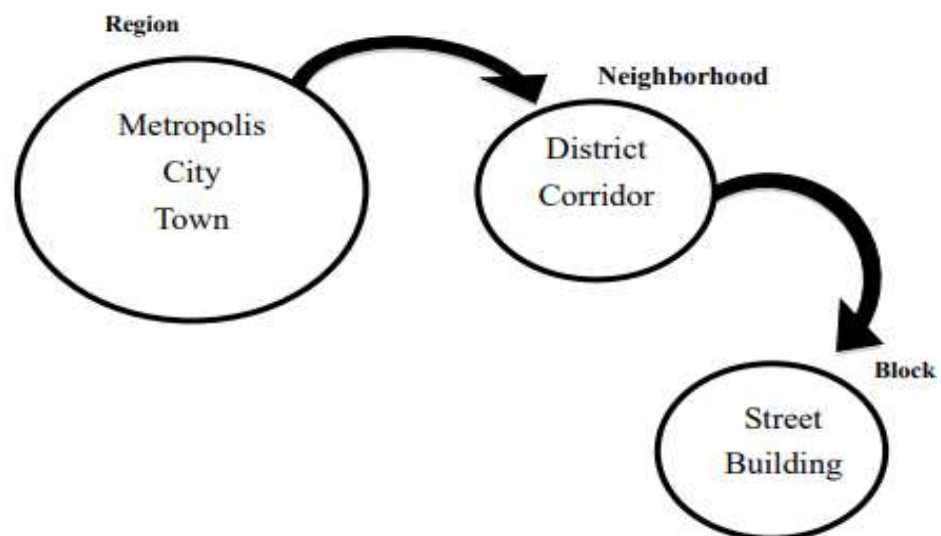 Region
Metropolis
City
Town
Neighborhood
District
Corridor
Block
Street
Building